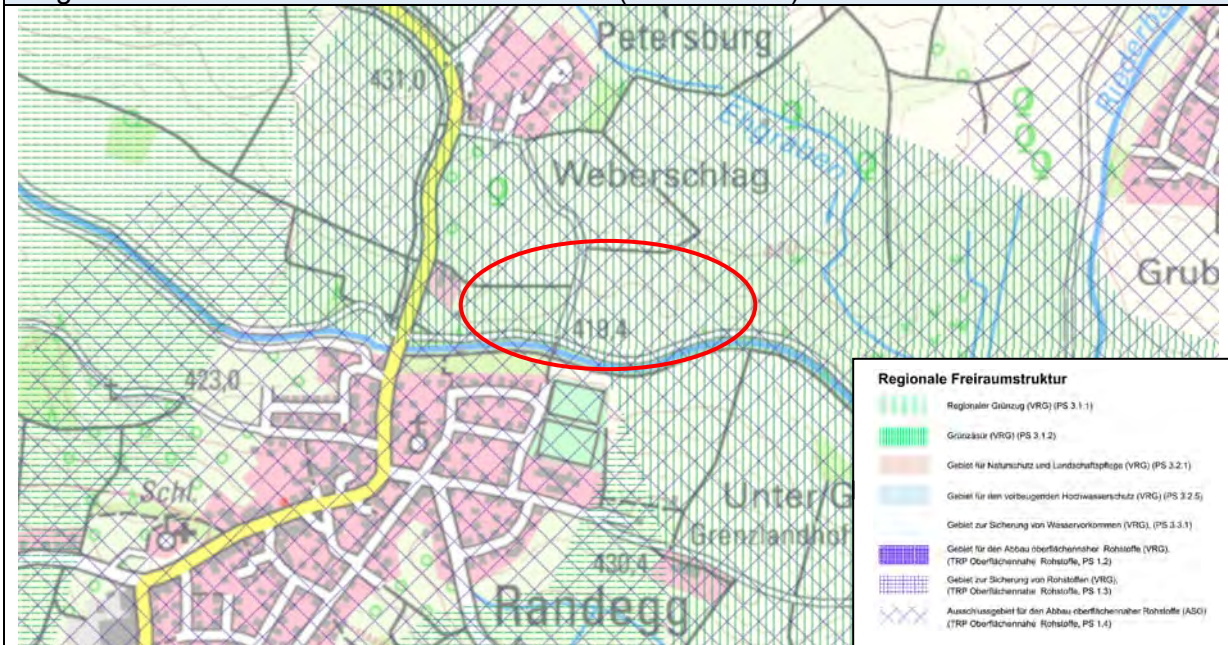 Petersburg
431,0
Riederba
Ellgraben
Weberschlag
Grub
419,4
423,0
Schl.
Unter G
Grenzlandhof
430,4
Randegg
Regionale Freiraumstruktur
Regionaler Grünzug (VRG) (PS 3.1.1)
Grünzäsur (VRG) (PS 3.1.2)
Gebiet für Naturschutz und Landschaftspflege (VRG) (PS 3.2.1)
Gebiet für den vorbeugenden Hochwasserschutz (VRG) (PS 3.2.5)
Gebiet zur Sicherung von Wasservorkommen (VRG), (PS 3.3.1)
Gebiet für den Abbau oberflächennaher Rohstoffe (VRG),
(TRP Oberflächennahe Rohstoffe, PS 1.2)
Gebiet zur Sicherung von Rohstoffen (VRG),
(TRP Oberflächennahe Rohstoffe, PS 1.3)
Ausschlussgebiet für den Abbau oberflächennaher Rohstoffe (ASG)
(TRP Oberflächennahe Rohstoffe, PS 1.4)